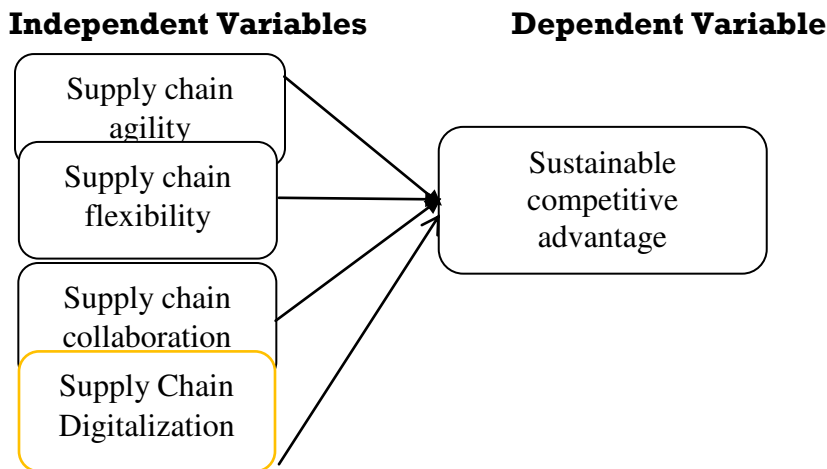 Independent Variables Dependent Variable
Supply chain
agility
Supply chain
flexibility
Supply chain
collaboration
Supply Chain
Digitalization
Sustainable
competitive
advantage